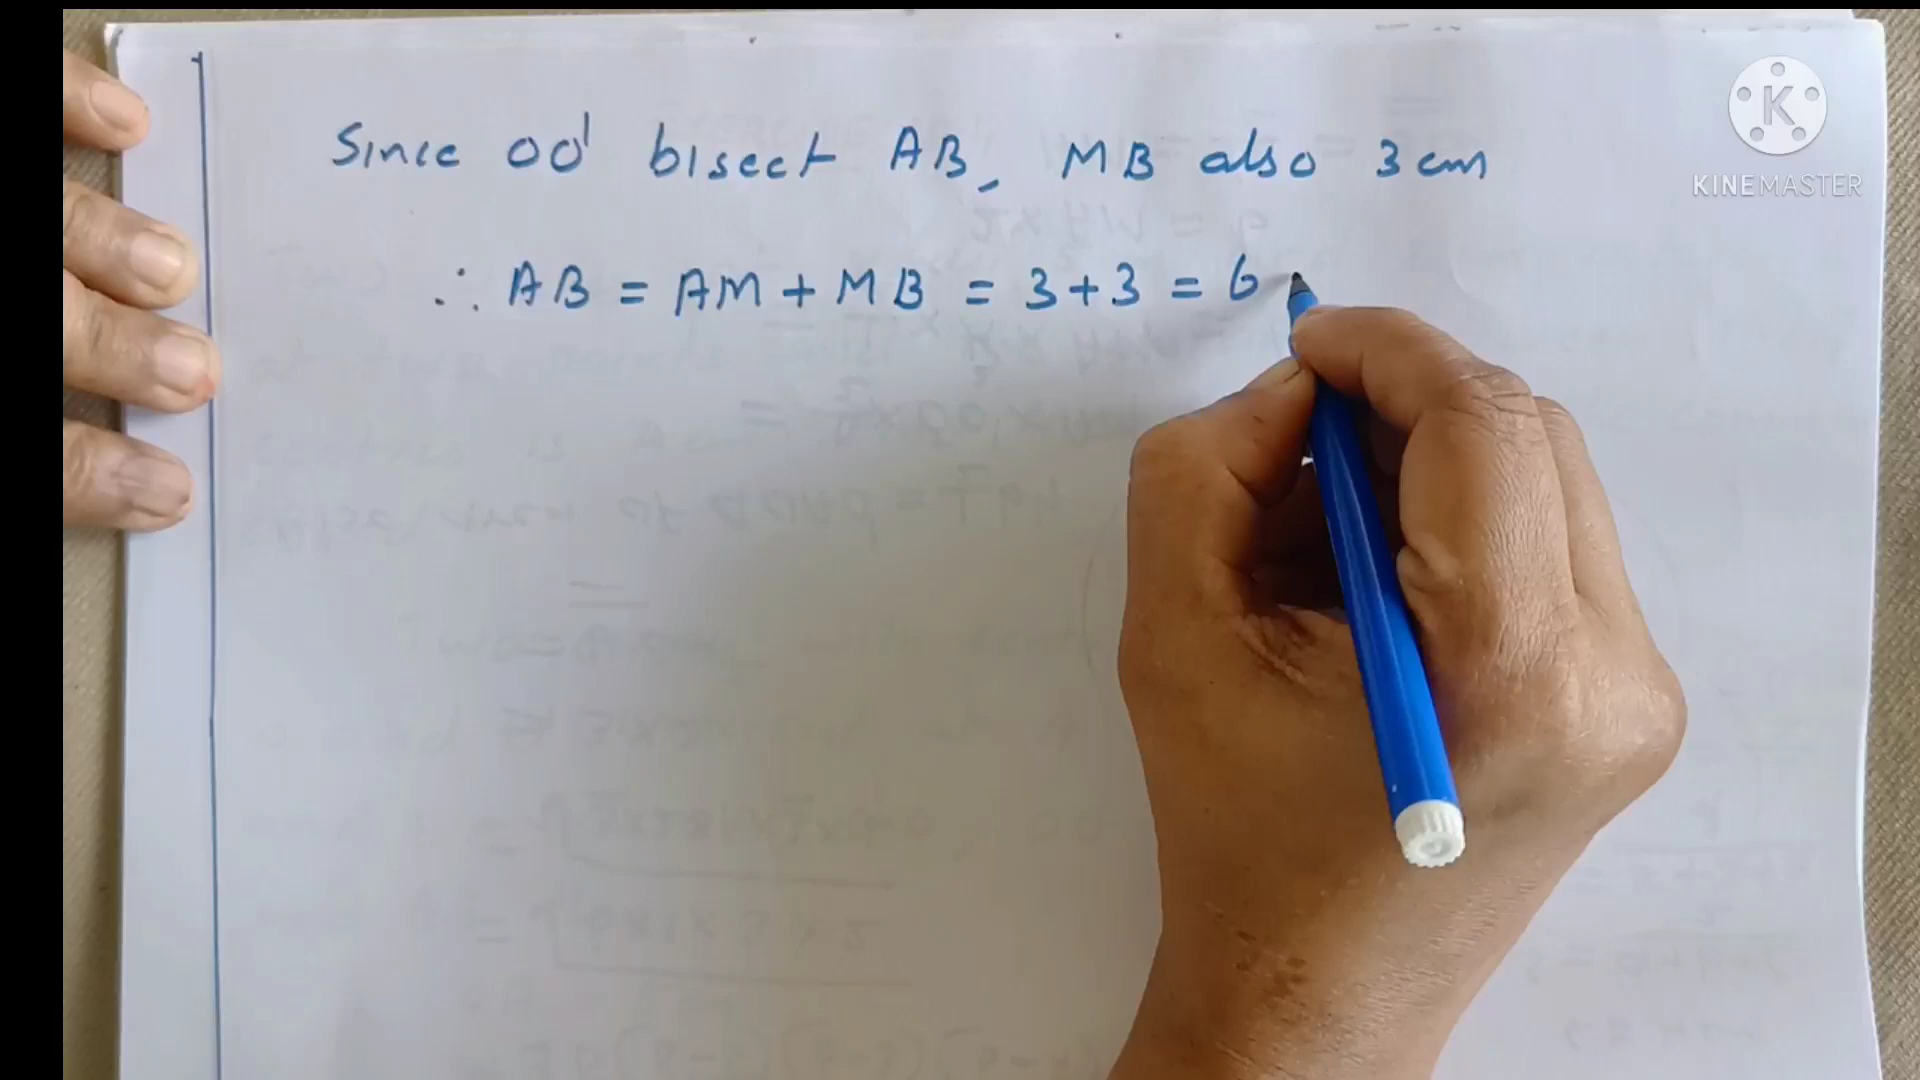 Since OO' bisect AB, MB also 3 cm
∴ AB = AM + MB = 3 + 3 = 6
K
KINEMASTER